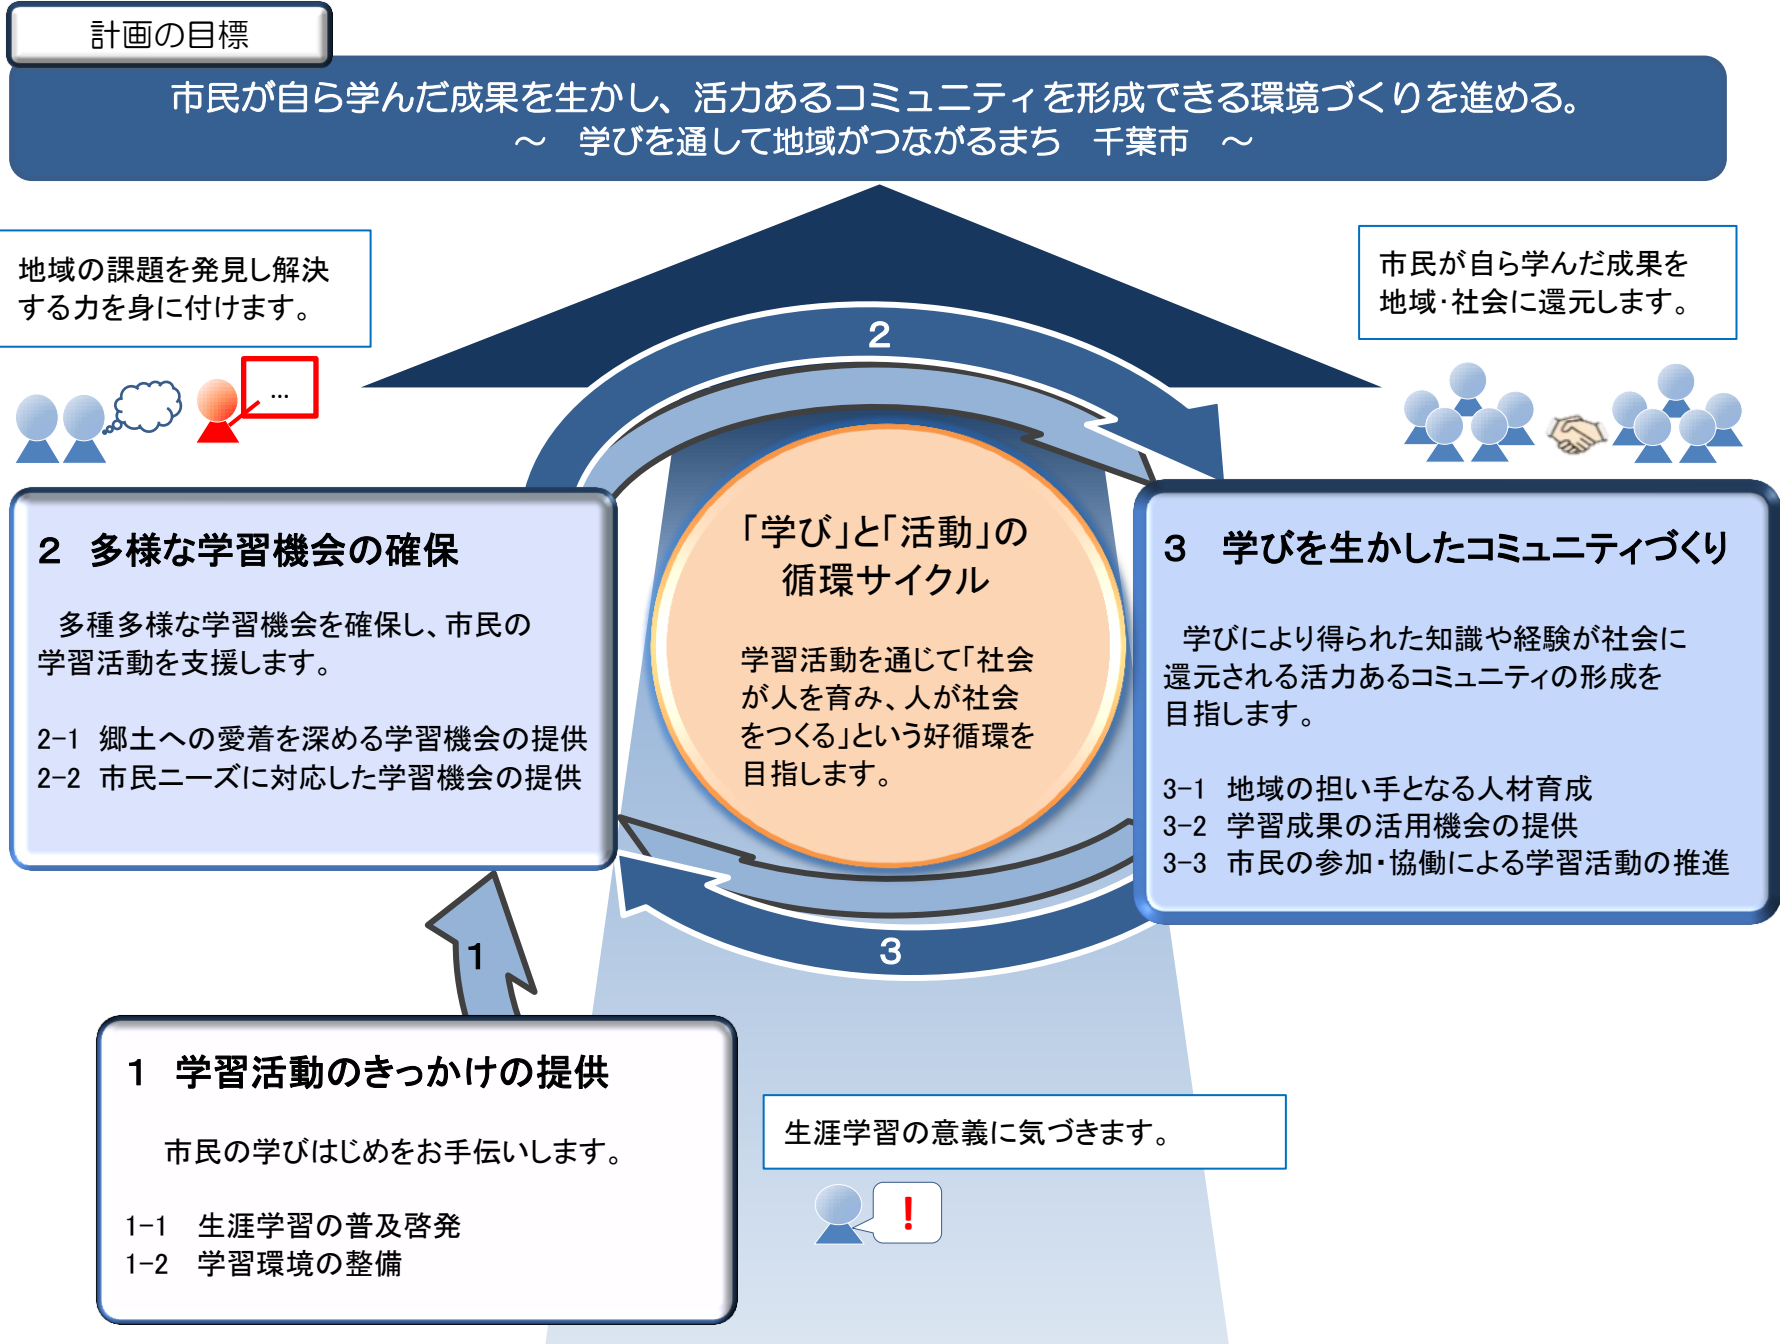 計画の目標
市民が自ら学んだ成果を生かし、活力あるコミュニティを形成できる環境づくりを進める。
～　学びを通して地域がつながるまち　千葉市　～
地域の課題を発見し解決
する力を身に付けます。
市民が自ら学んだ成果を
地域・社会に還元します。
…
2
２ 多様な学習機会の確保
多種多様な学習機会を確保し、市民の
学習活動を支援します。
2-1 郷土への愛着を深める学習機会の提供
2-2 市民ニーズに対応した学習機会の提供
「学び」と「活動」の
循環サイクル
学習活動を通じて「社会
が人を育み、人が社会
をつくる」という好循環を
目指します。
３　学びを生かしたコミュニティづくり
学びにより得られた知識や経験が社会に
還元される活力あるコミュニティの形成を
目指します。
3-1 地域の担い手となる人材育成
3-2 学習成果の活用機会の提供
3-3 市民の参加・協働による学習活動の推進
1
3
１ 学習活動のきっかけの提供
市民の学びはじめをお手伝いします。
1-1　生涯学習の普及啓発
1-2　学習環境の整備
生涯学習の意義に気づきます。
!